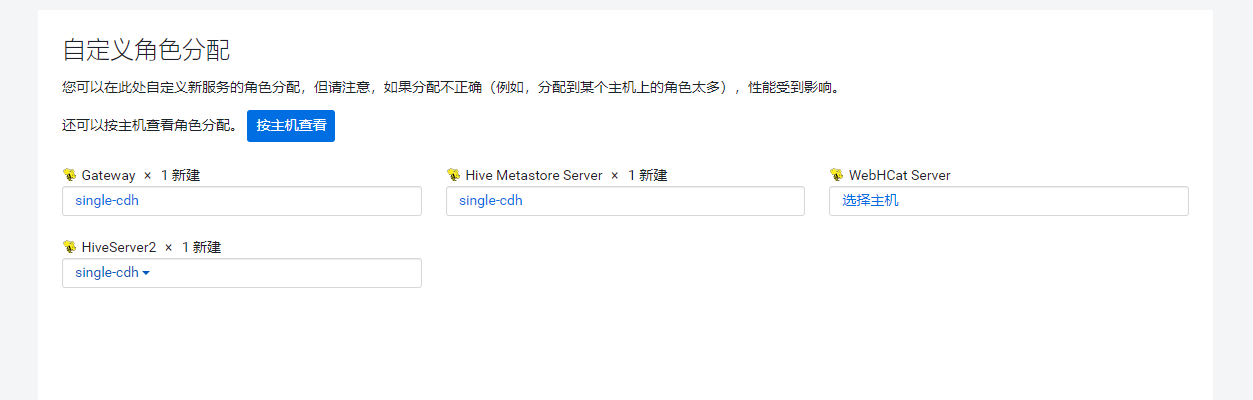 自定义角色分配
您可以在此处自定义新服务的角色分配，但请注意，如果分配不正确（例如，分配到某个主机上的角色太多），性能受到影响。
还可以按主机查看角色分配。 按主机查看
Gateway × 1 新建
single-cdh
Hive Metastore Server × 1 新建
single-cdh
WebHCat Server
选择主机
HiveServer2 × 1 新建
single-cdh